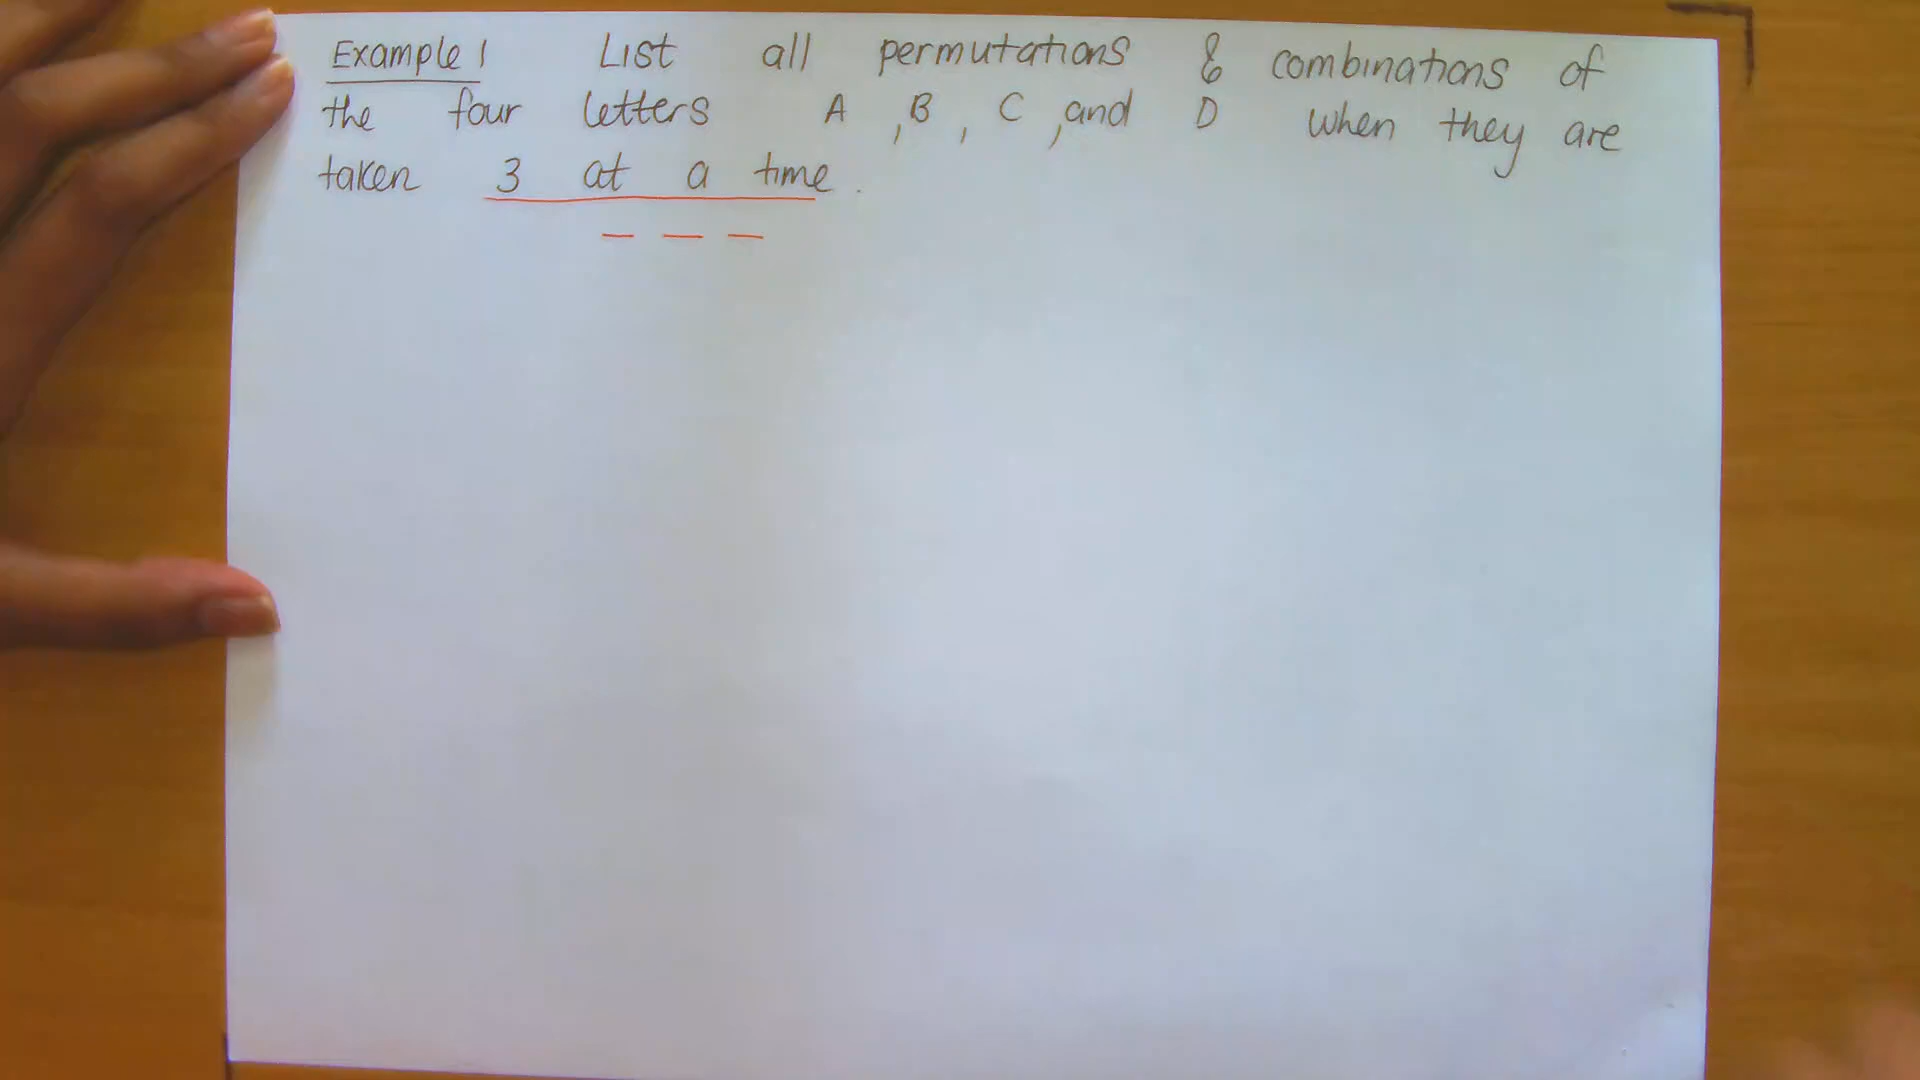 Example 1 List all permutations & combinations of
the four letters A, B, C, and D when they are
taken 3 at a time.